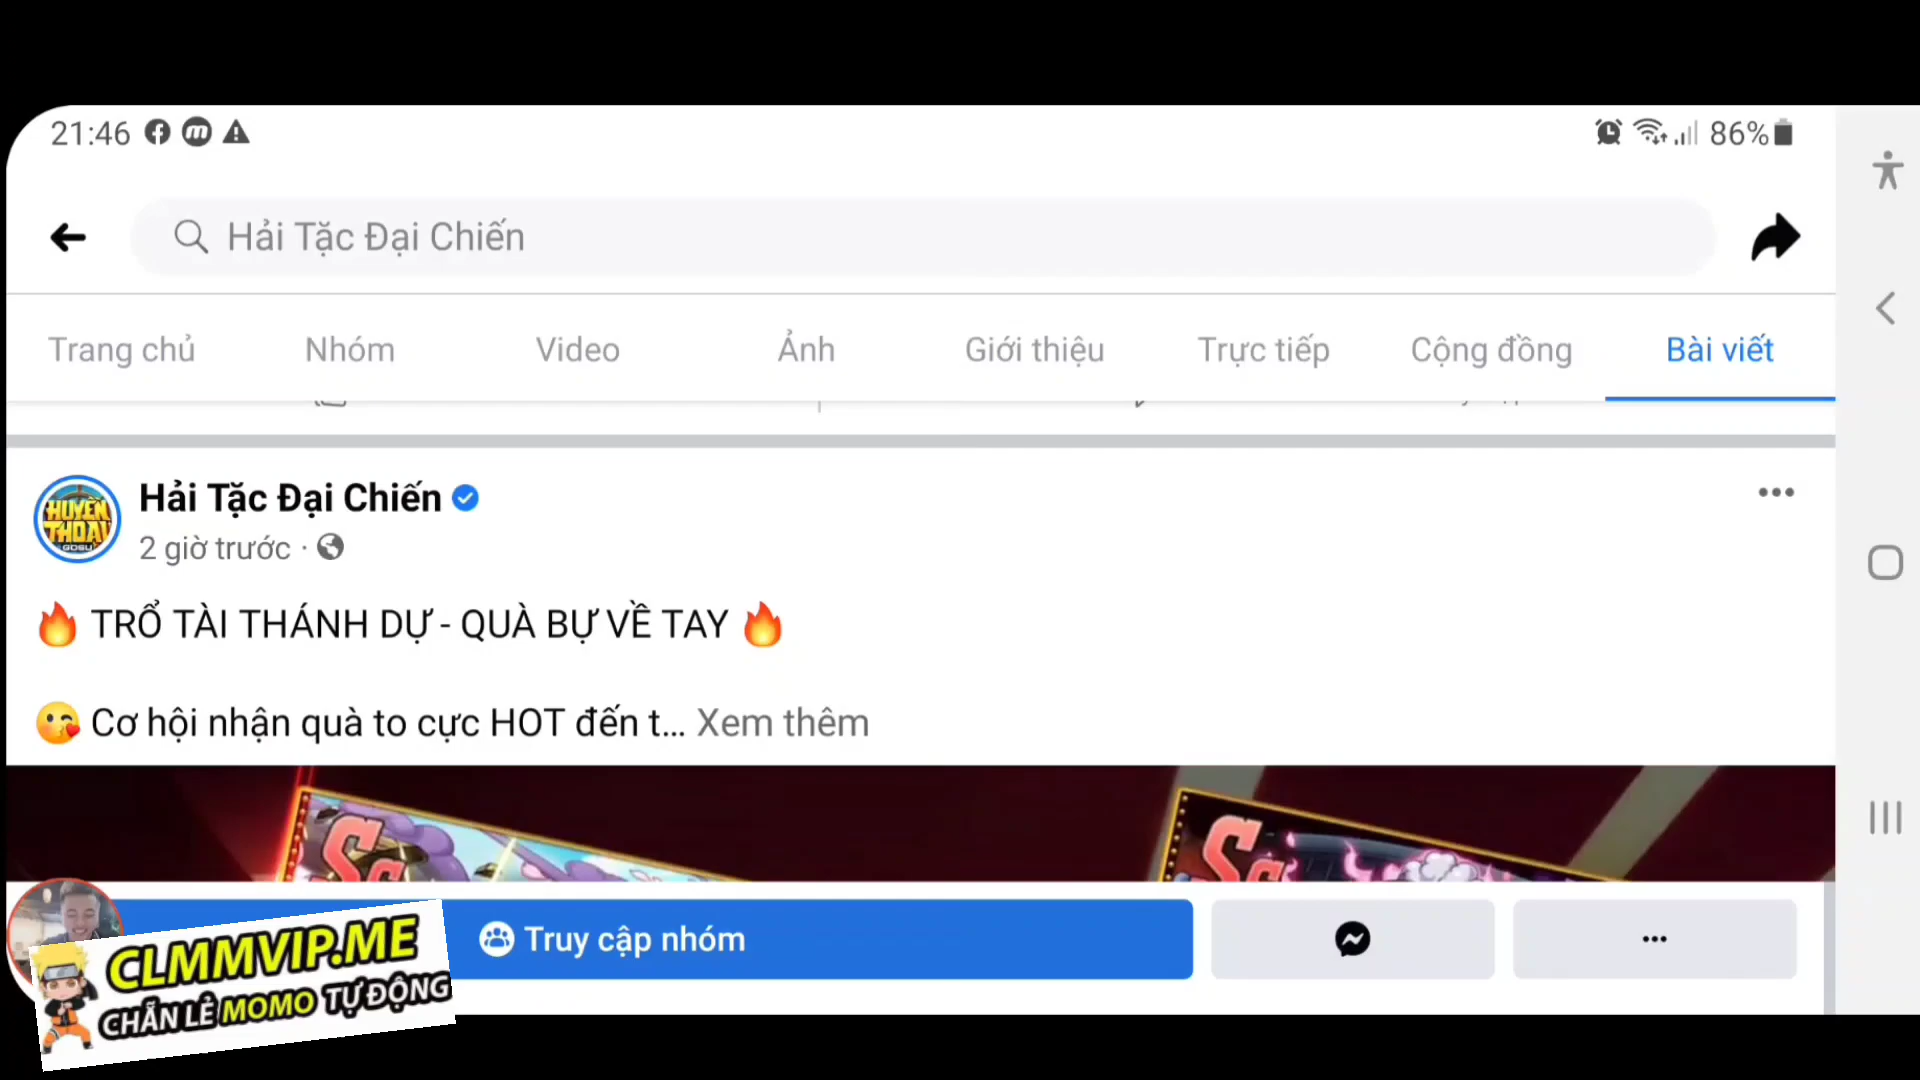 21:46
86%
Hải Tặc Đại Chiến
Trang chủ
Nhóm
Video
Ảnh
Giới thiệu
Trực tiếp
Cộng đồng
Bài viết
HUYỀN
THOẠI
GOSU
Hải Tặc Đại Chiến
2 giờ trước ·
🔥 TRỔ TÀI THÁNH DỰ - QUÀ BỰ VỀ TAY 🔥
😘 Cơ hội nhận quà to cực HOT đến t... Xem thêm
Truy cập nhóm
CLMMVIP.ME
CHẴN LẺ MOMO TỰ ĐỘNG